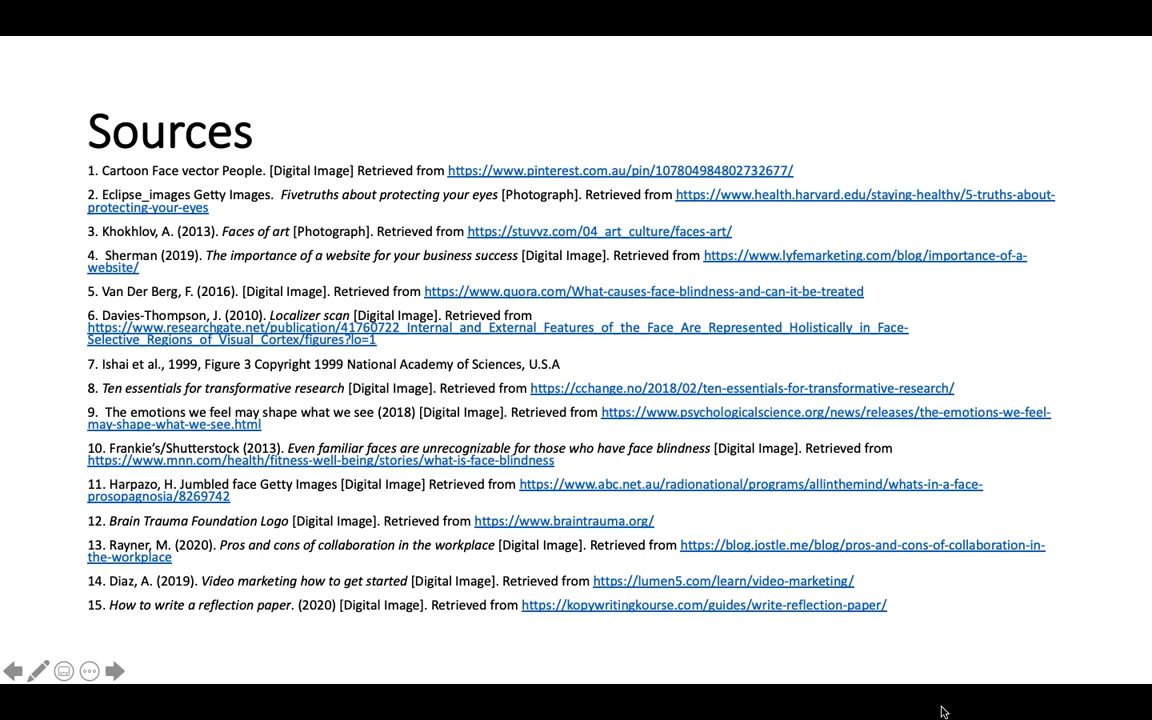 Sources
1. Cartoon Face vector People. [Digital Image] Retrieved from https://www.pinterest.com.au/pin/107804984802732677/
2. Eclipse_images Getty Images.  Fivetruths about protecting your eyes [Photograph]. Retrieved from https://www.health.harvard.edu/staying-healthy/5-truths-about-
protecting-your-eyes
3. Khokhlov, A. (2013). Faces of art [Photograph]. Retrieved from https://stuvvz.com/04_art_culture/faces-art/
4.  Sherman (2019). The importance of a website for your business success [Digital Image]. Retrieved from https://www.lyfemarketing.com/blog/importance-of-a-
website/
5. Van Der Berg, F. (2016). [Digital Image]. Retrieved from https://www.quora.com/What-causes-face-blindness-and-can-it-be-treated
6. Davies-Thompson, J. (2010). Localizer scan [Digital Image]. Retrieved from
https://www.researchgate.net/publication/41760722_Internal_and_External_Features_of_the_Face_Are_Represented_Holistically_in_Face-
Selective_Regions_of_Visual_Cortex/figures?lo=1
7. Ishai et al., 1999, Figure 3 Copyright 1999 National Academy of Sciences, U.S.A
8. Ten essentials for transformative research [Digital Image]. Retrieved from https://cchange.no/2018/02/ten-essentials-for-transformative-research/
9.  The emotions we feel may shape what we see (2018) [Digital Image]. Retrieved from https://www.psychologicalscience.org/news/releases/the-emotions-we-feel-
may-shape-what-we-see.html
10. Frankie’s/Shutterstock (2013). Even familiar faces are unrecognizable for those who have face blindness [Digital Image]. Retrieved from
https://www.mnn.com/health/fitness-well-being/stories/what-is-face-blindness
11. Harpazo, H. Jumbled face Getty Images [Digital Image] Retrieved from https://www.abc.net.au/radionational/programs/allinthemind/whats-in-a-face-
prosopagnosia/8269742
12. Brain Trauma Foundation Logo [Digital Image]. Retrieved from https://www.braintrauma.org/
13. Rayner, M. (2020). Pros and cons of collaboration in the workplace [Digital Image]. Retrieved from https://blog.jostle.me/blog/pros-and-cons-of-collaboration-in-
the-workplace
14. Diaz, A. (2019). Video marketing how to get started [Digital Image]. Retrieved from https://lumen5.com/learn/video-marketing/
15. How to write a reflection paper. (2020) [Digital Image]. Retrieved from https://kopywritingkourse.com/guides/write-reflection-paper/